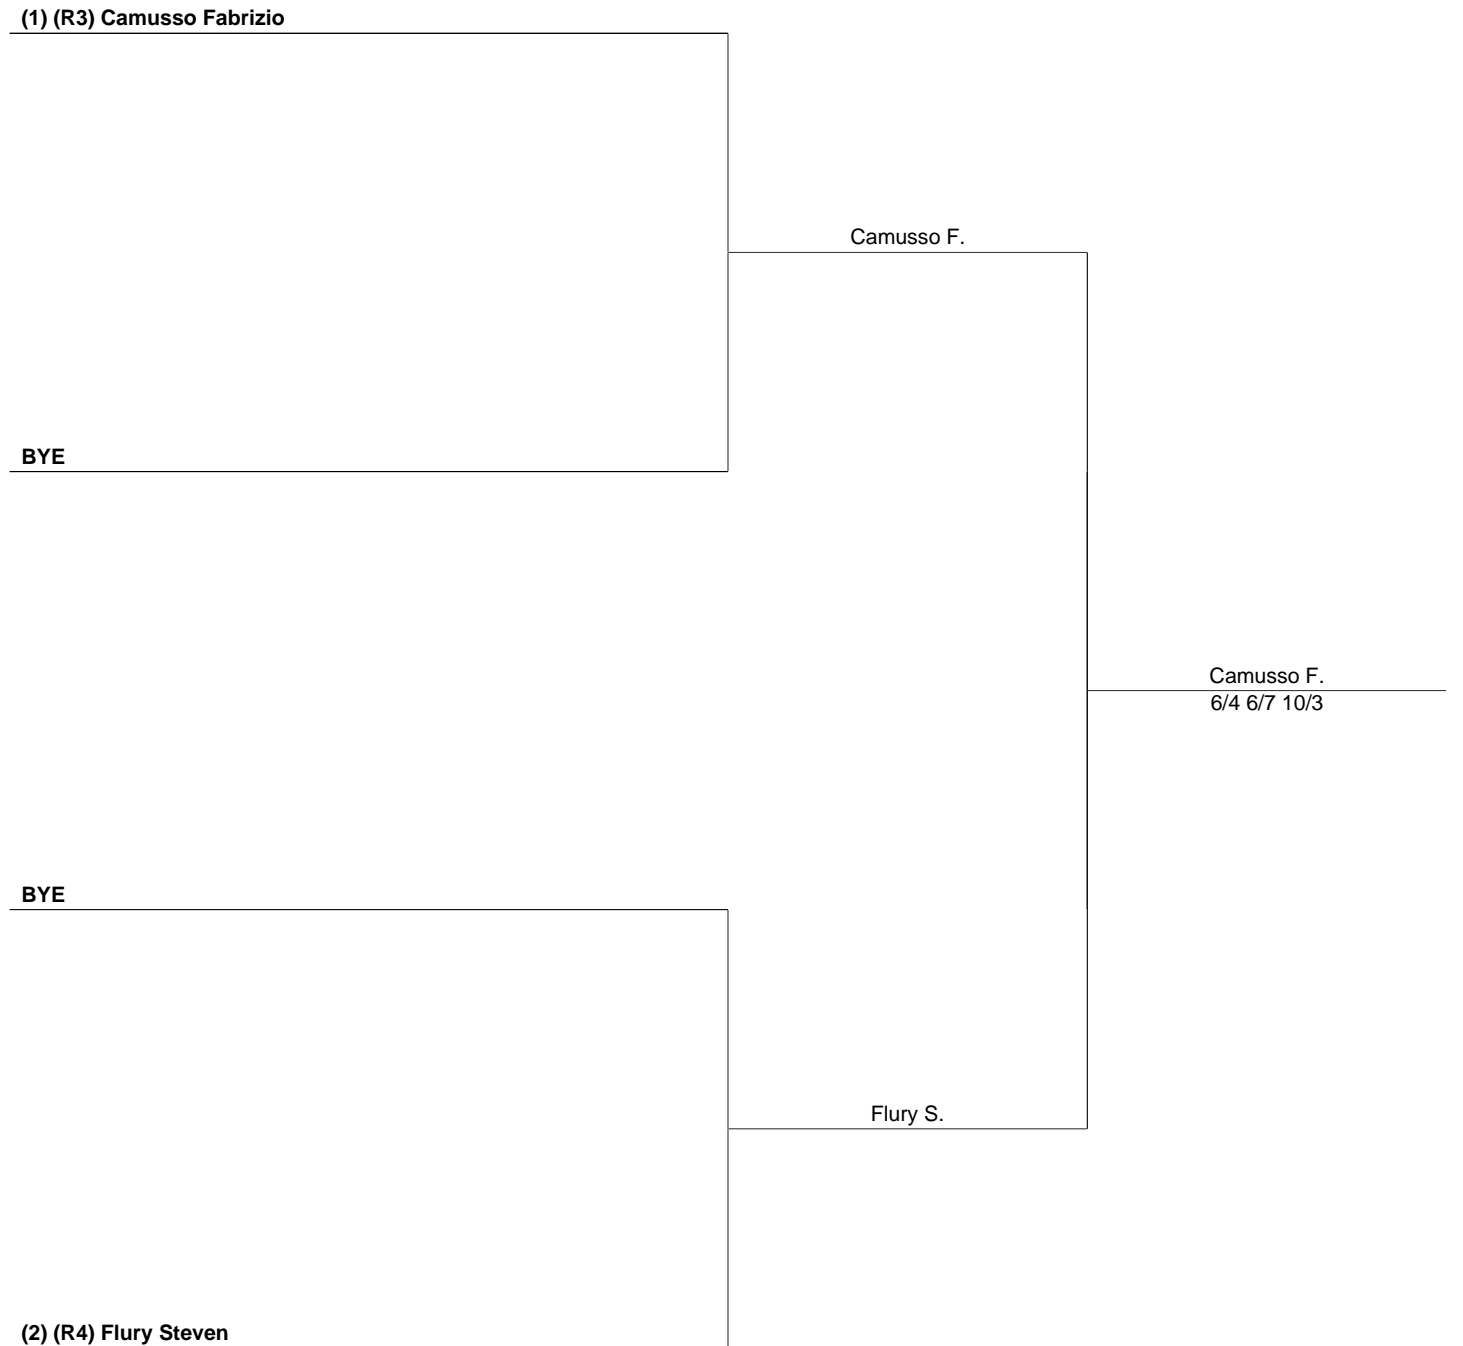 (1) (R3) Camusso Fabrizio
Camusso F.
BYE
Camusso F.
6/4 6/7 10/3
BYE
Flury S.
(2) (R4) Flury Steven